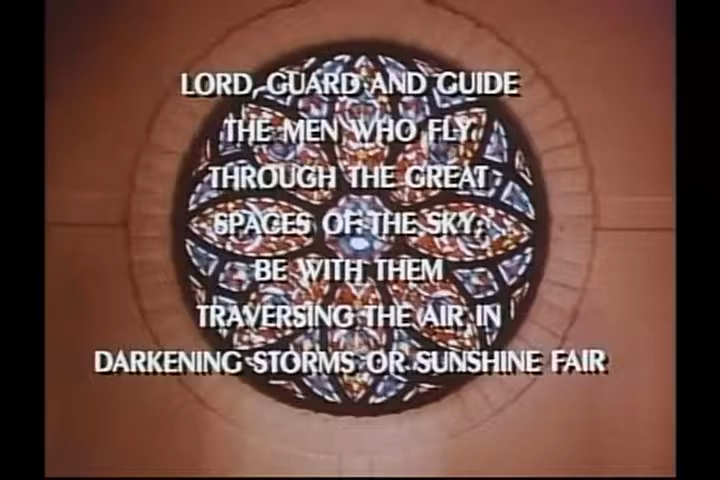 LORD, GUARD AND GUIDE
THE MEN WHO FLY
THROUGH THE GREAT
SPACES OF THE SKY;
BE WITH THEM
TRAVERSING THE AIR IN
DARKENING STORMS OR SUNSHINE FAIR